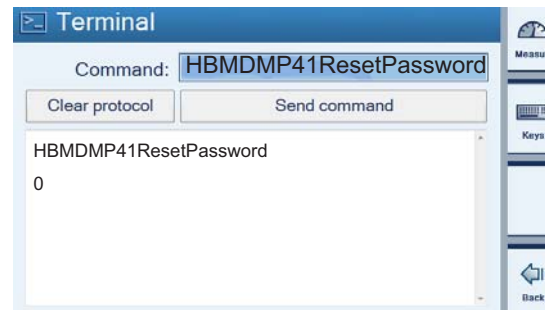 Terminal
Command: HBMDMP41ResetPassword
Clear protocol Send command
HBMDMP41ResetPassword
0
Keys
Back